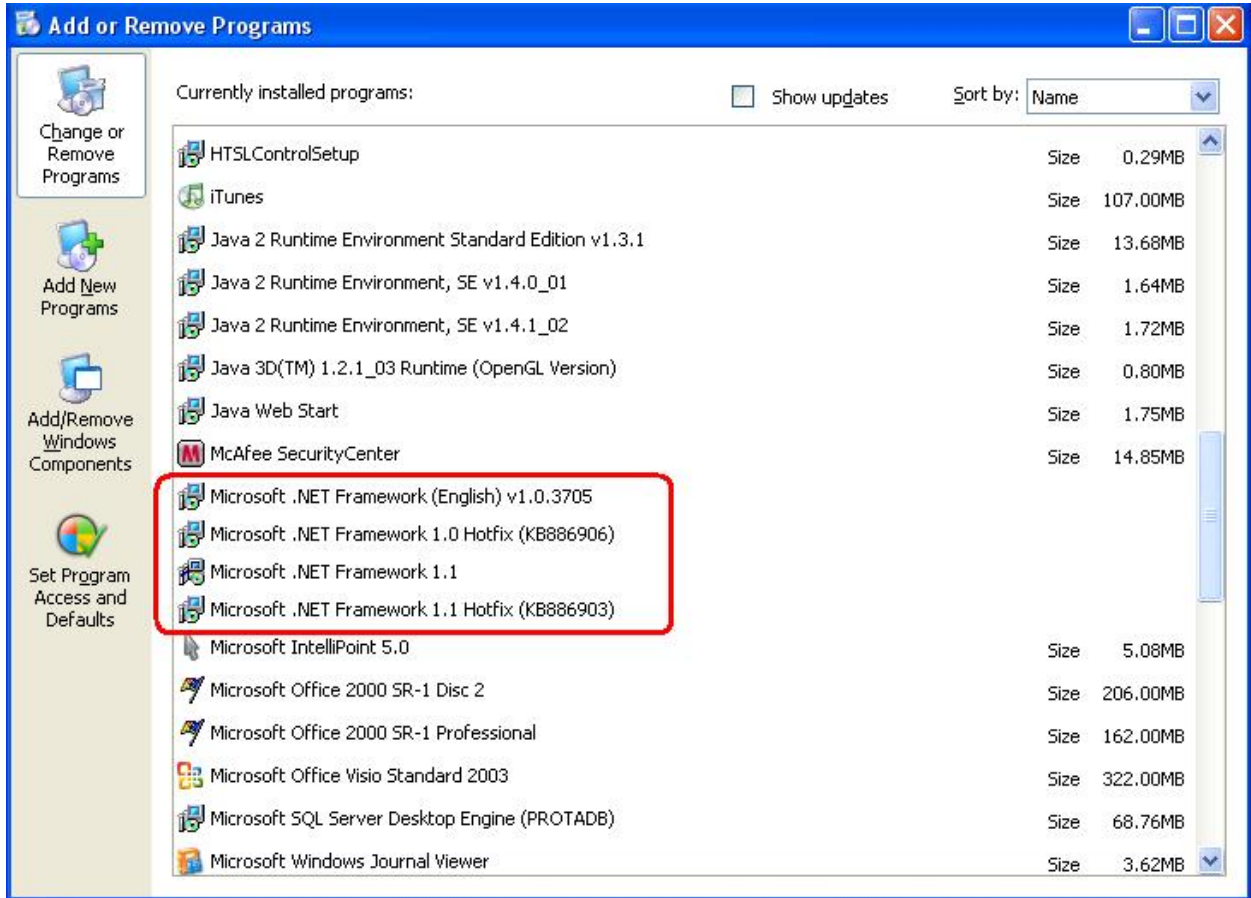 Add or Remove Programs
Change or
Remove
Programs
Add New
Programs
Add/Remove
Windows
Components
Set Program
Access and
Defaults
Currently installed programs:
Show updates
Sort by: Name
HTSLControlSetup Size 0.29MB
iTunes Size 107.00MB
Java 2 Runtime Environment Standard Edition v1.3.1 Size 13.68MB
Java 2 Runtime Environment, SE v1.4.0_01 Size 1.64MB
Java 2 Runtime Environment, SE v1.4.1_02 Size 1.72MB
Java 3D(TM) 1.2.1_03 Runtime (OpenGL Version) Size 0.80MB
Java Web Start Size 1.75MB
McAfee SecurityCenter Size 14.85MB
Microsoft .NET Framework (English) v1.0.3705
Microsoft .NET Framework 1.0 Hotfix (KB886906)
Microsoft .NET Framework 1.1
Microsoft .NET Framework 1.1 Hotfix (KB886903)
Microsoft IntelliPoint 5.0 Size 5.08MB
Microsoft Office 2000 SR-1 Disc 2 Size 206.00MB
Microsoft Office 2000 SR-1 Professional Size 162.00MB
Microsoft Office Visio Standard 2003 Size 322.00MB
Microsoft SQL Server Desktop Engine (PROTADB) Size 68.76MB
Microsoft Windows Journal Viewer Size 3.62MB